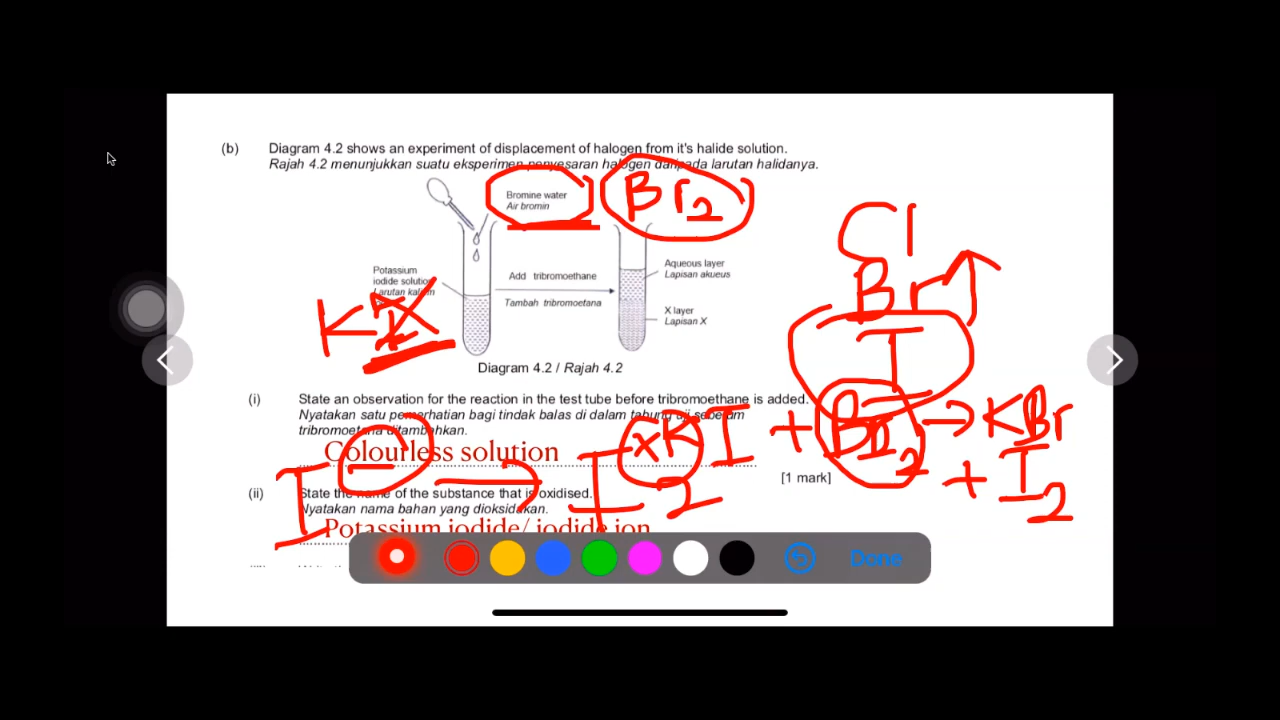 (b) Diagram 4.2 shows an experiment of displacement of halogen from it's halide solution.
Rajah 4.2 menunjukkan suatu eksperimen penyesaran halogen daripada larutan halidanya.
Bromine water
Air bromin
Br2
Cl
Br
I
Potassium
iodide solution
Larutan kalium
KI
Add tribromoethane
Tambah tribromoetana
Aqueous layer
Lapisan akueus
X layer
Lapisan X
Diagram 4.2 / Rajah 4.2
(i) State an observation for the reaction in the test tube before tribromoethane is added.
Nyatakan satu pemerhatian bagi tindak balas di dalam tabung uji sebelum
tribromoetana ditambahkan.
Colourless solution
KI + Br2 → KBr
+ I2
[1 mark]
(ii) State the name of the substance that is oxidised.
Nyatakan nama bahan yang dioksidakan.
I - → I2
Potassium iodide/ iodide ion
Done